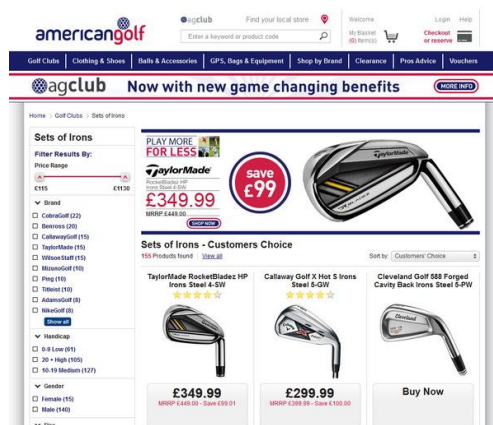 americangolf
agclub
Find your local store
Welcome
Login Help
Enter a keyword or product code
My Basket
(0) Item(s)
Checkout
or reserve
Golf Clubs
Clothing & Shoes
Balls & Accessories
GPS, Bags & Equipment
Shop by Brand
Clearance
Pros Advice
Vouchers
agclub Now with new game changing benefits
MORE INFO
Home > Golf Clubs > Sets of Irons
Sets of Irons
Filter Results By:
Price Range
£115 £1130
Brand
CobraGolf (22)
Benross (20)
CallawayGolf (15)
TaylorMade (15)
WilsonStaff (15)
MizunoGolf (10)
Ping (10)
Titleist (10)
AdamsGolf (8)
NikeGolf (8)
Show all
Handicap
0-9 Low (61)
20 + High (105)
10-19 Medium (127)
Gender
Female (15)
Male (140)
PLAY MORE
FOR LESS
TaylorMade
RocketBladez HP
Irons Steel 4-SW
£349.99
MRRP £449.00
SHOP NOW
save
£99
TaylorMade
Sets of Irons - Customers Choice
155 Products found View all
Sort by Customers' Choice
TaylorMade RocketBladez HP
Irons Steel 4-SW
£349.99
MRRP £449.00 - Save £99.01
Callaway Golf X Hot S Irons
Steel 5-GW
£299.99
MRRP £399.99 - Save £100.00
Cleveland Golf 588 Forged
Cavity Back Irons Steel 5-PW
Cleveland
Buy Now